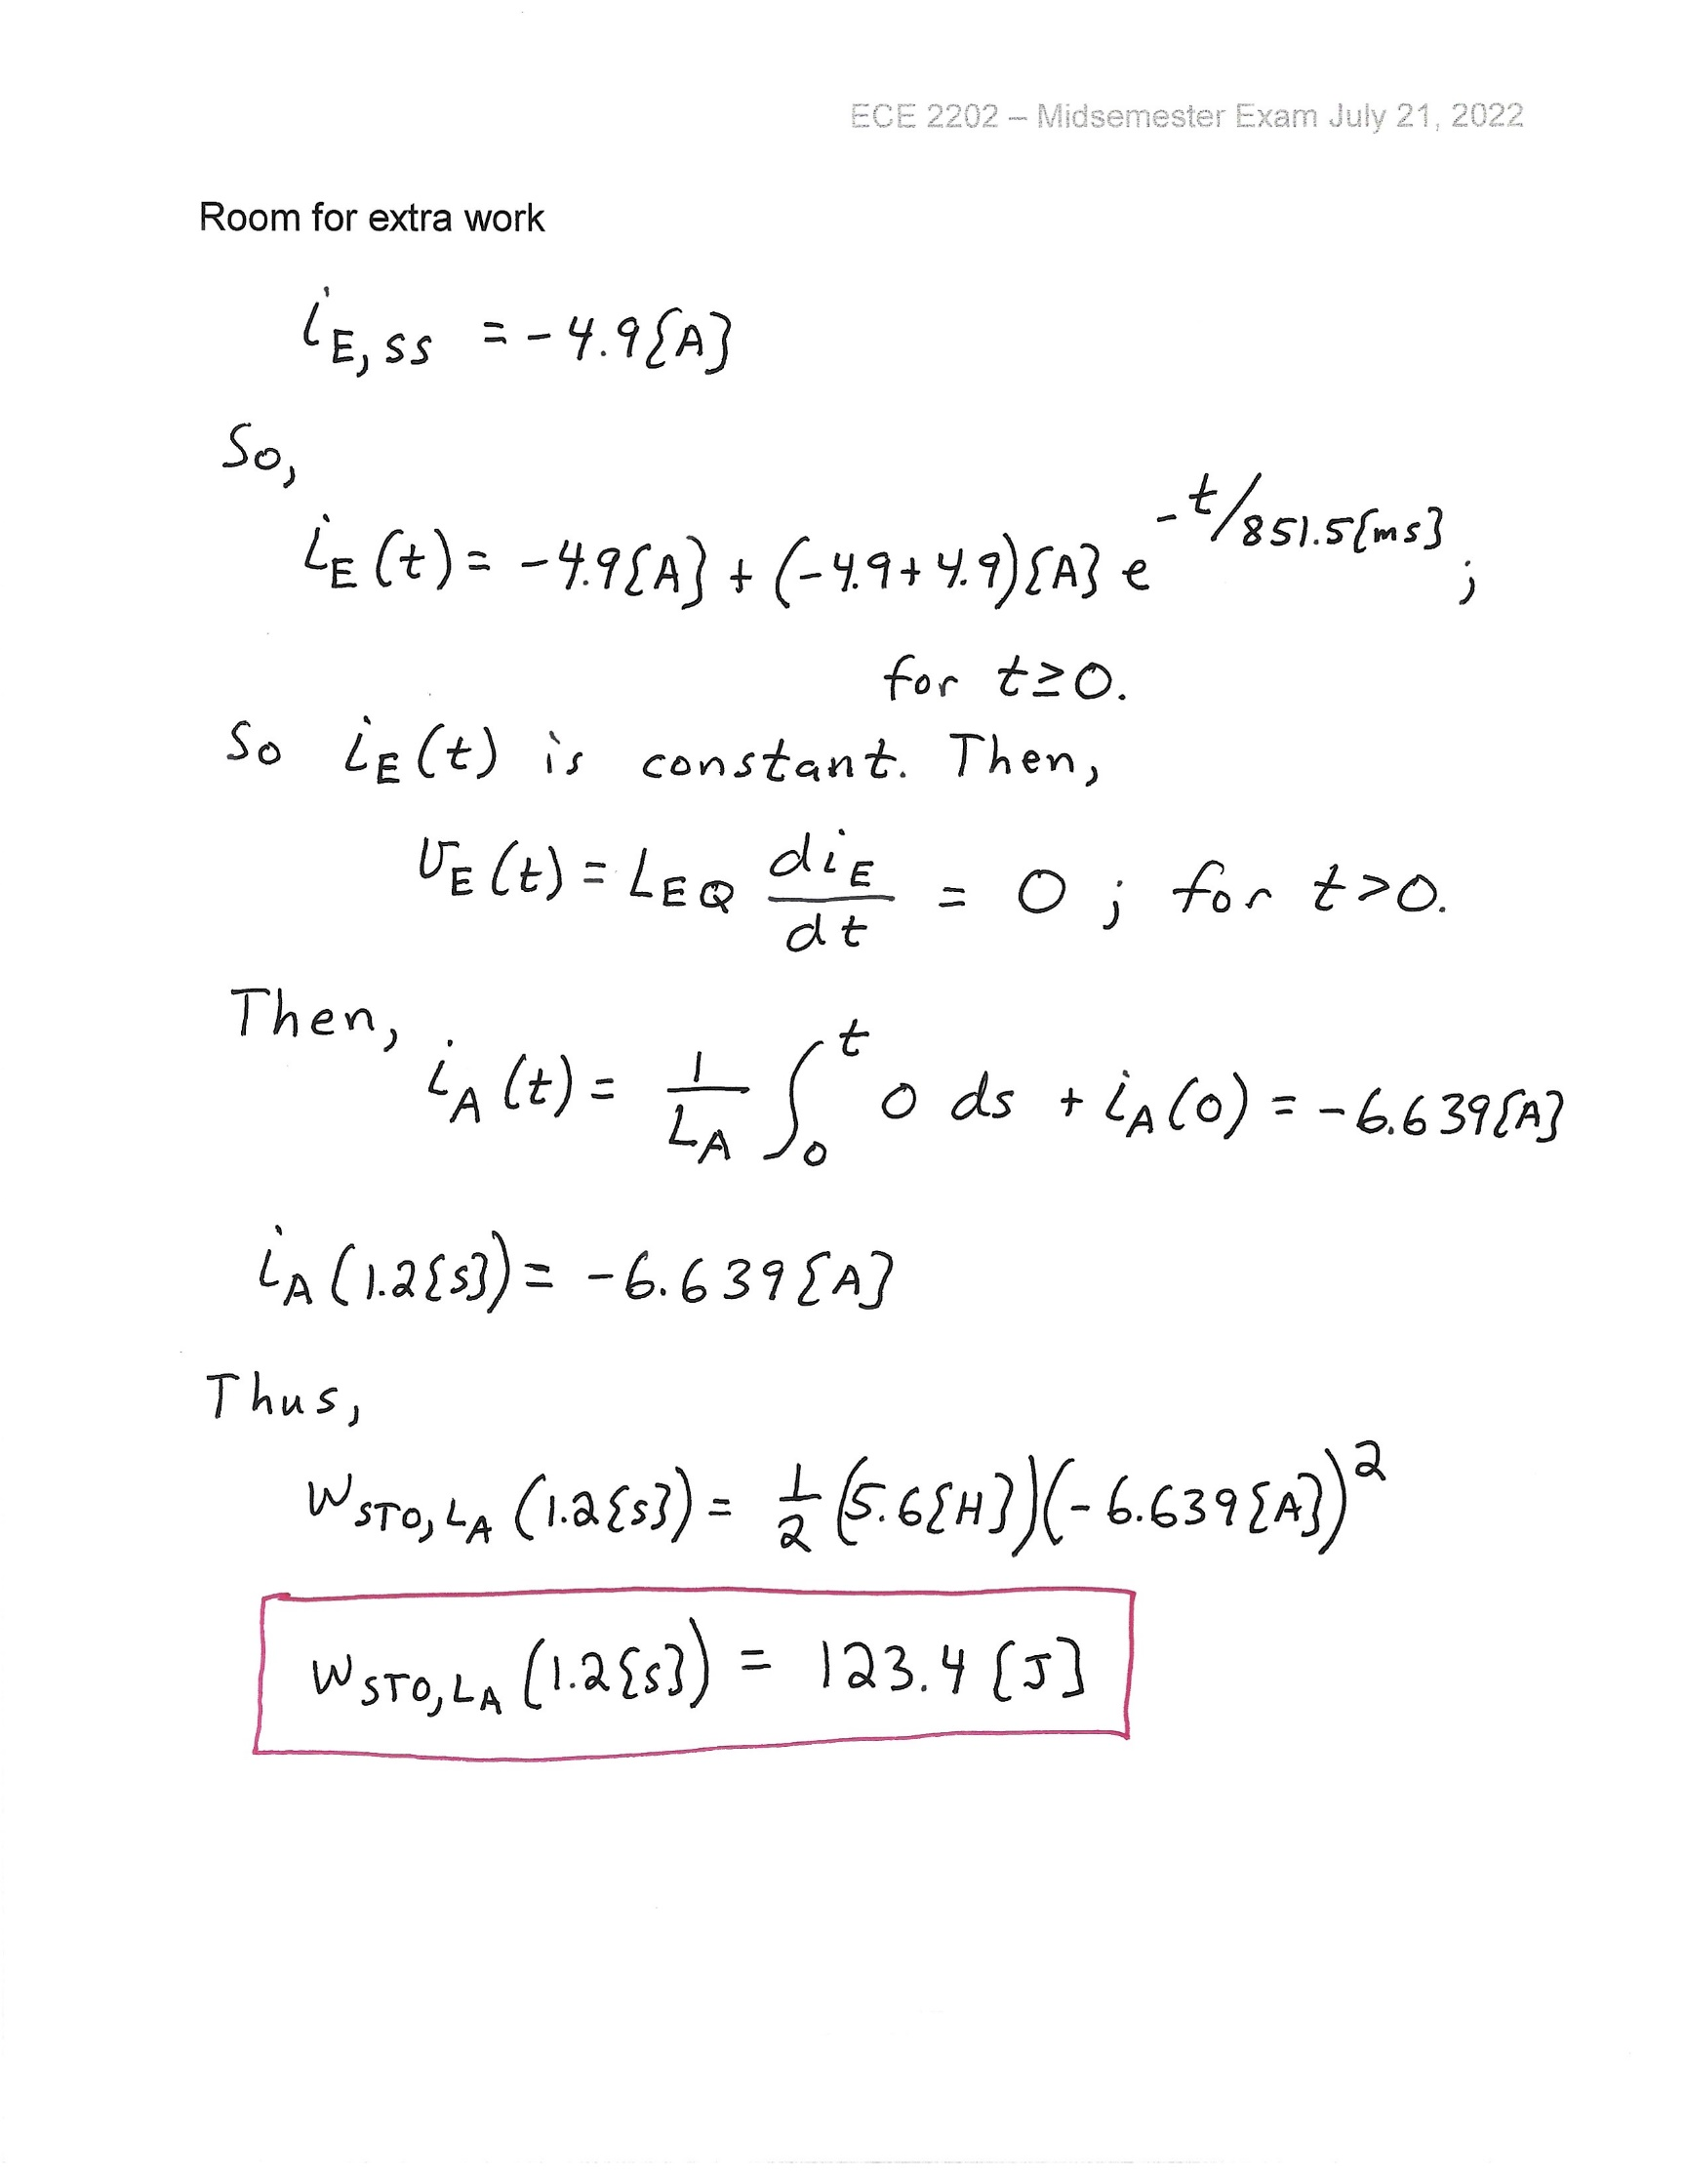 ECE 2202 – Midsemester Exam July 21, 2022
Room for extra work
i_E,SS = -4.9{A}
So,
i_E(t) = -4.9{A} + (-4.9+4.9){A} e^-t/851.5{ms} ;
for t≥0.
So i_E(t) is constant. Then,
v_E(t) = L_EQ di_E/dt = 0 ; for t>0.
Then,
i_A(t) = 1/L_A ∫_0^t 0 ds + i_A(0) = -6.639{A}
i_A(1.2{s}) = -6.639{A}
Thus,
W_STO,L_A(1.2{s}) = 1/2 (5.6{H})(-6.639{A})^2
W_STO,L_A(1.2{s}) = 123.4{J}